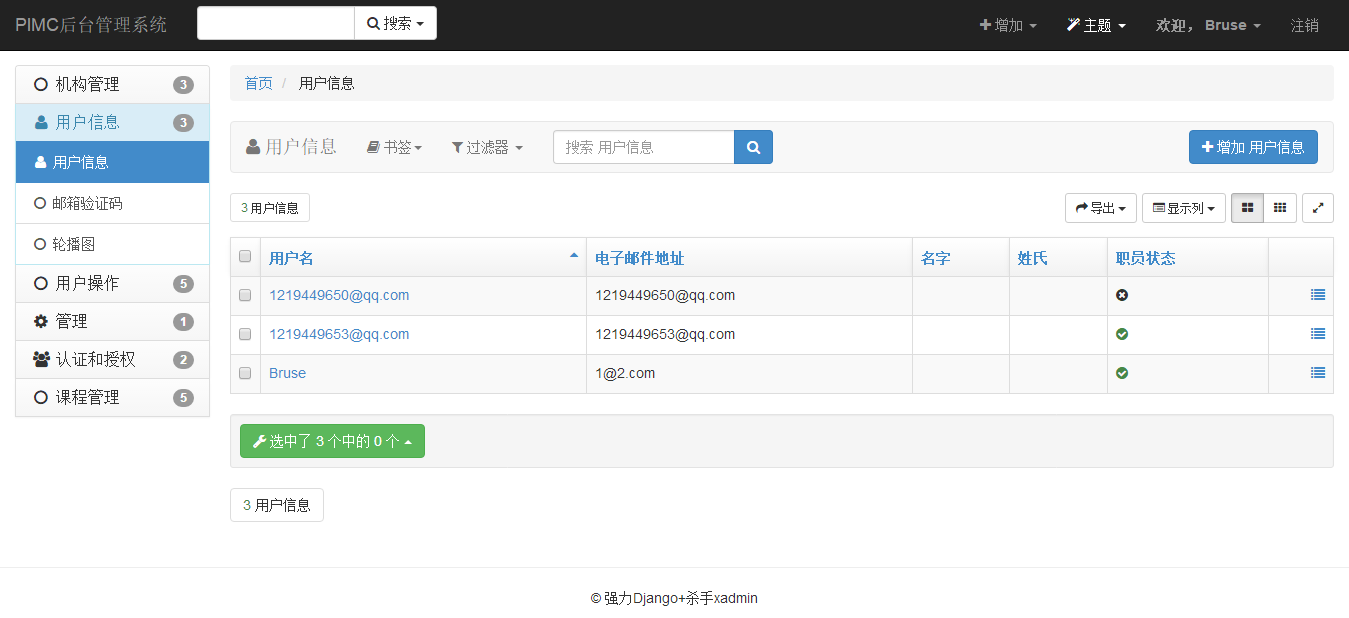 PIMC后台管理系统 搜索 增加 主题 欢迎， Bruse 注销
机构管理 3
用户信息 3
用户信息
邮箱验证码
轮播图
用户操作 5
管理 1
认证和授权 2
课程管理 5
首页 / 用户信息
用户信息 书签 过滤器 搜索 用户信息 增加 用户信息
3 用户信息 导出 显示列
用户名 电子邮件地址 名字 姓氏 职员状态
1219449650@qq.com 1219449650@qq.com
1219449653@qq.com 1219449653@qq.com
Bruse 1@2.com
选中了 3 个中的 0 个
3 用户信息
© 强力Django+杀手xadmin